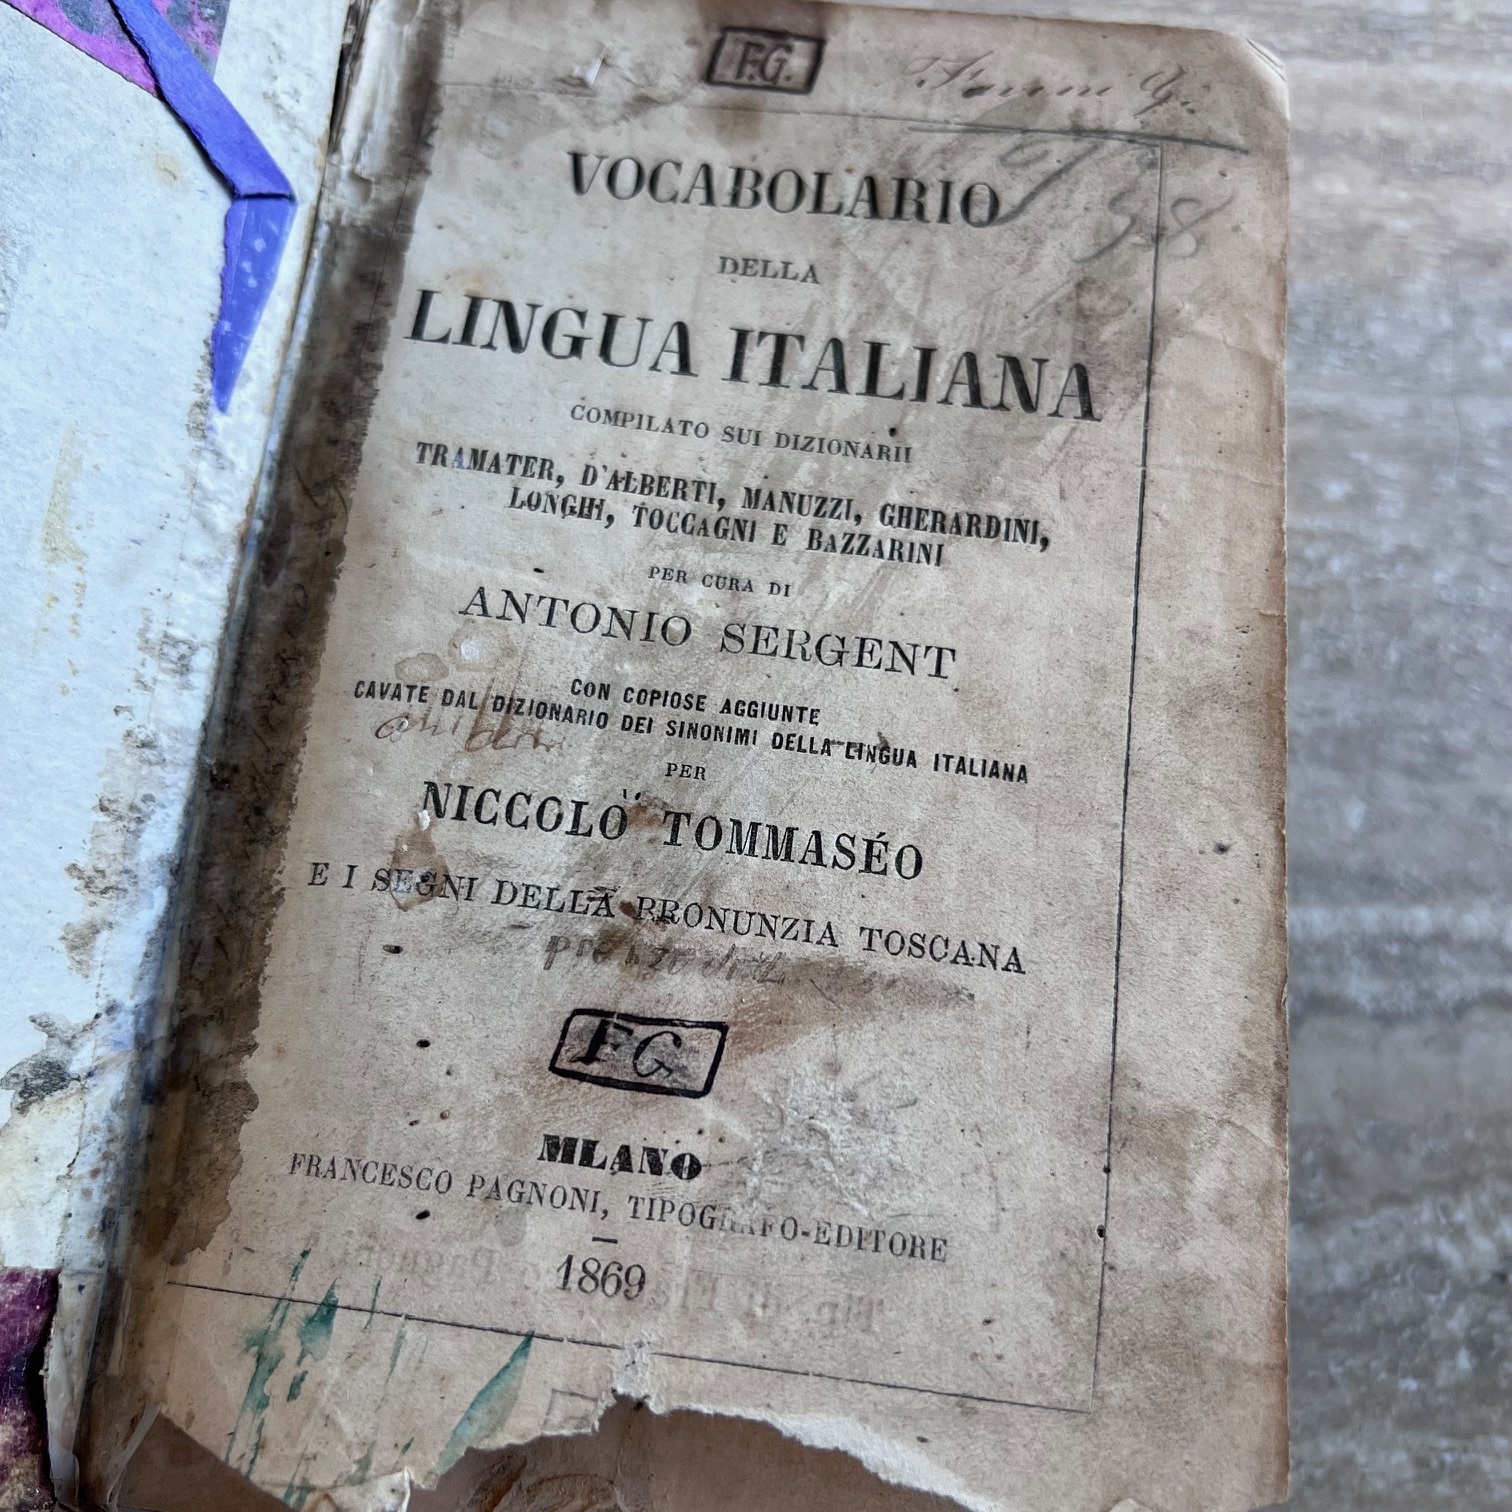 F.G.
VOCABOLARIO
DELLA
LINGUA ITALIANA
COMPILATO SUI DIZIONARII
TRAMATER, D'ALBERTI, MANUZZI, GHERARDINI,
LONGHI, TOCCAGNI E BAZZARINI
PER CURA DI
ANTONIO SERGENT
CON COPIOSE AGGIUNTE
CAVATE DAL DIZIONARIO DEI SINONIMI DELLA LINGUA ITALIANA
PER
NICCOLÒ TOMMASÉO
E I SEGNI DELLA PRONUNZIA TOSCANA
FG
MLANO
FRANCESCO PAGNONI, TIPOGRAFO-EDITORE
1869